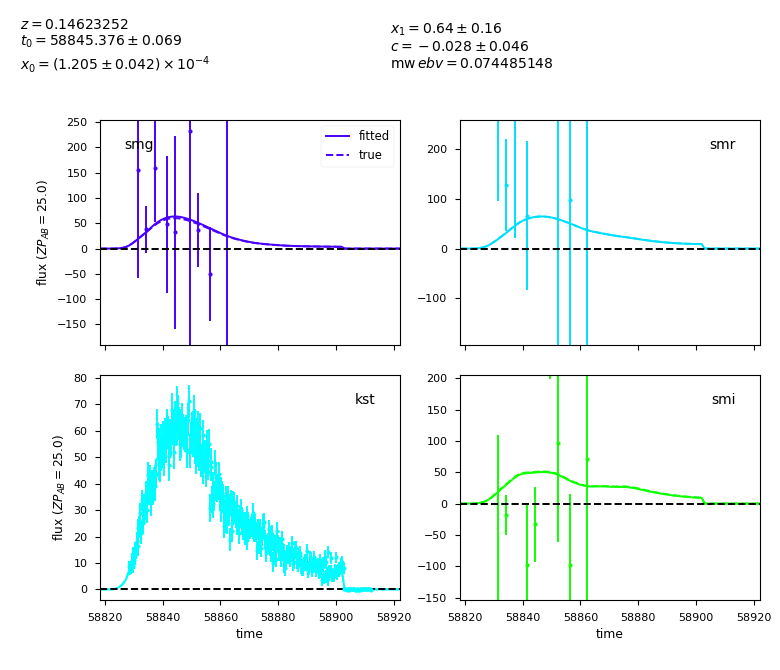 z = 0.14623252
t₀ = 58845.376 ± 0.069
x₀ = (1.205 ± 0.042) × 10⁻⁴
x₁ = 0.64 ± 0.16
c = −0.028 ± 0.046
mw ebv = 0.074485148
smg
fitted
true
250
200
150
100
50
0
−50
−100
−150
flux (ZP_AB = 25.0)
smr
200
100
0
−100
kst
80
70
60
50
40
30
20
10
0
flux (ZP_AB = 25.0)
58820 58840 58860 58880 58900 58920
time
smi
200
150
100
50
0
−50
−100
−150
58820 58840 58860 58880 58900 58920
time